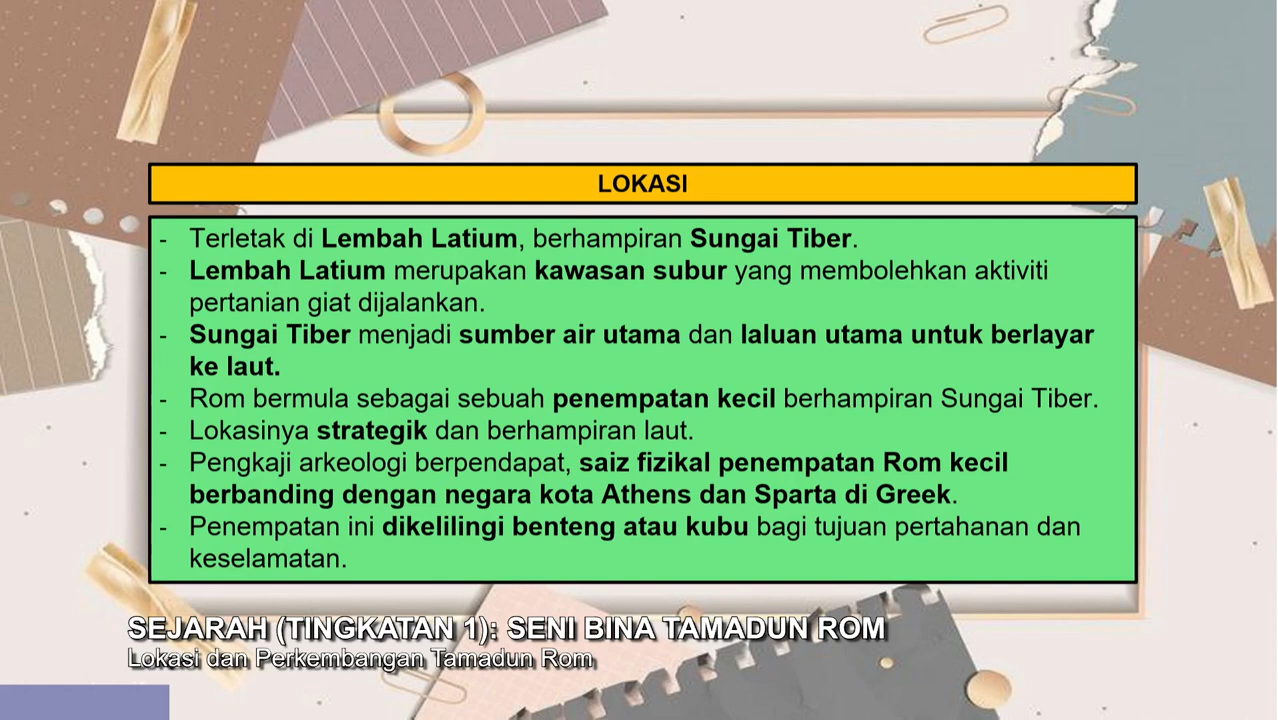 LOKASI
- Terletak di Lembah Latium, berhampiran Sungai Tiber.
- Lembah Latium merupakan kawasan subur yang membolehkan aktiviti
pertanian giat dijalankan.
- Sungai Tiber menjadi sumber air utama dan laluan utama untuk berlayar
ke laut.
- Rom bermula sebagai sebuah penempatan kecil berhampiran Sungai Tiber.
- Lokasinya strategik dan berhampiran laut.
- Pengkaji arkeologi berpendapat, saiz fizikal penempatan Rom kecil
berbanding dengan negara kota Athens dan Sparta di Greek.
- Penempatan ini dikelilingi benteng atau kubu bagi tujuan pertahanan dan
keselamatan.
SEJARAH (TINGKATAN 1): SENI BINA TAMADUN ROM
Lokasi dan Perkembangan Tamadun Rom